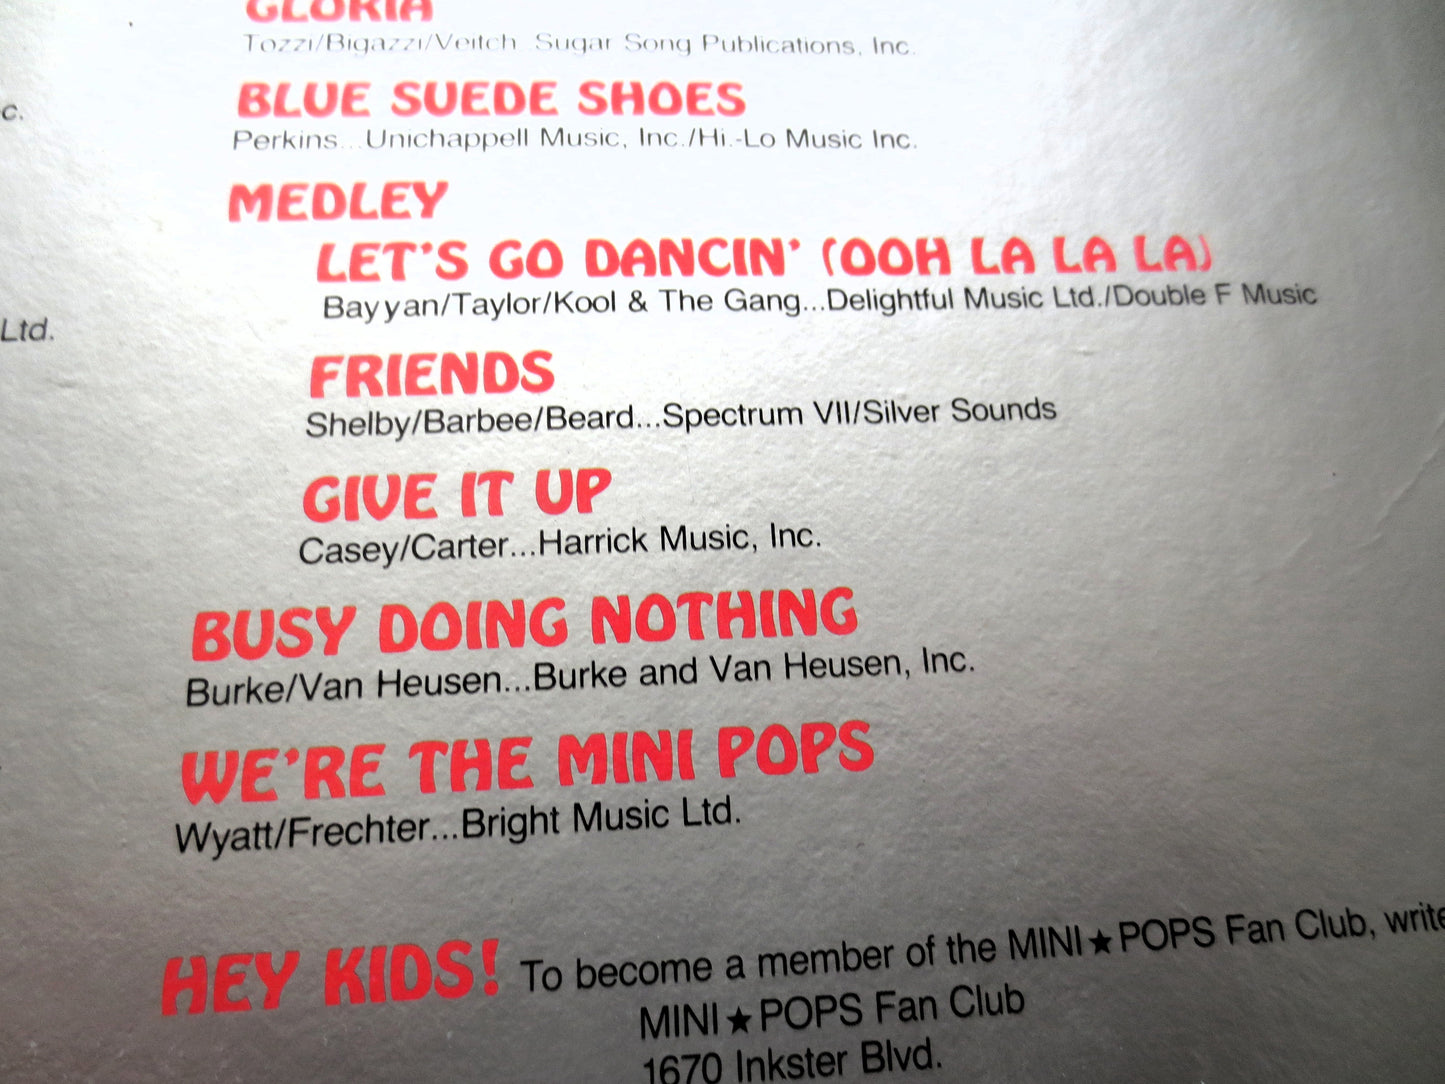 GLORIA
Tozzi/Bigazzi/Veitch Sugar Song Publications, Inc.
c.
BLUE SUEDE SHOES
Perkins...Unichappell Music, Inc./Hi.-Lo Music Inc.
MEDLEY
LET'S GO DANCIN' (OOH LA LA LA)
Bayyan/Taylor/Kool & The Gang...Delightful Music Ltd./Double F Music
Ltd.
FRIENDS
Shelby/Barbee/Beard...Spectrum VII/Silver Sounds
GIVE IT UP
Casey/Carter...Harrick Music, Inc.
BUSY DOING NOTHING
Burke/Van Heusen...Burke and Van Heusen, Inc.
WE'RE THE MINI POPS
Wyatt/Frechter...Bright Music Ltd.
HEY KIDS! To become a member of the MINI★POPS Fan Club, write
MINI★POPS Fan Club
1670 Inkster Blvd.